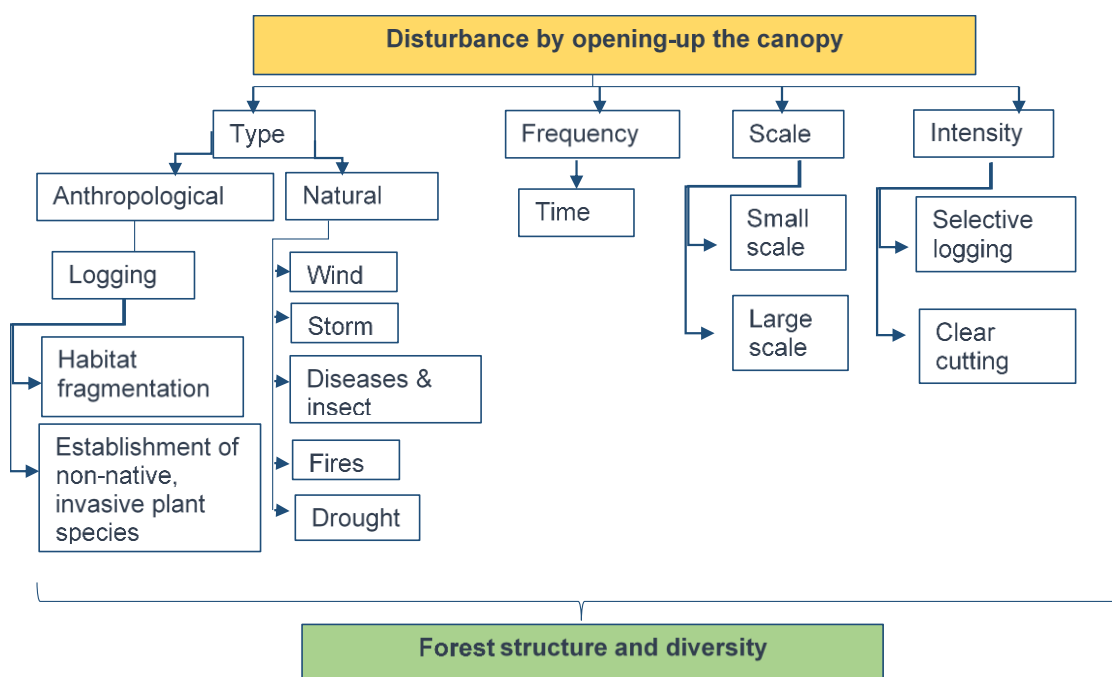 Disturbance by opening-up the canopy
Type
Frequency
Scale
Intensity
Anthropological
Natural
Time
Small
scale
Selective
logging
Logging
Wind
Storm
Large
scale
Clear
cutting
Habitat
fragmentation
Diseases &
insect
Establishment of
non-native,
invasive plant
species
Fires
Drought
Forest structure and diversity